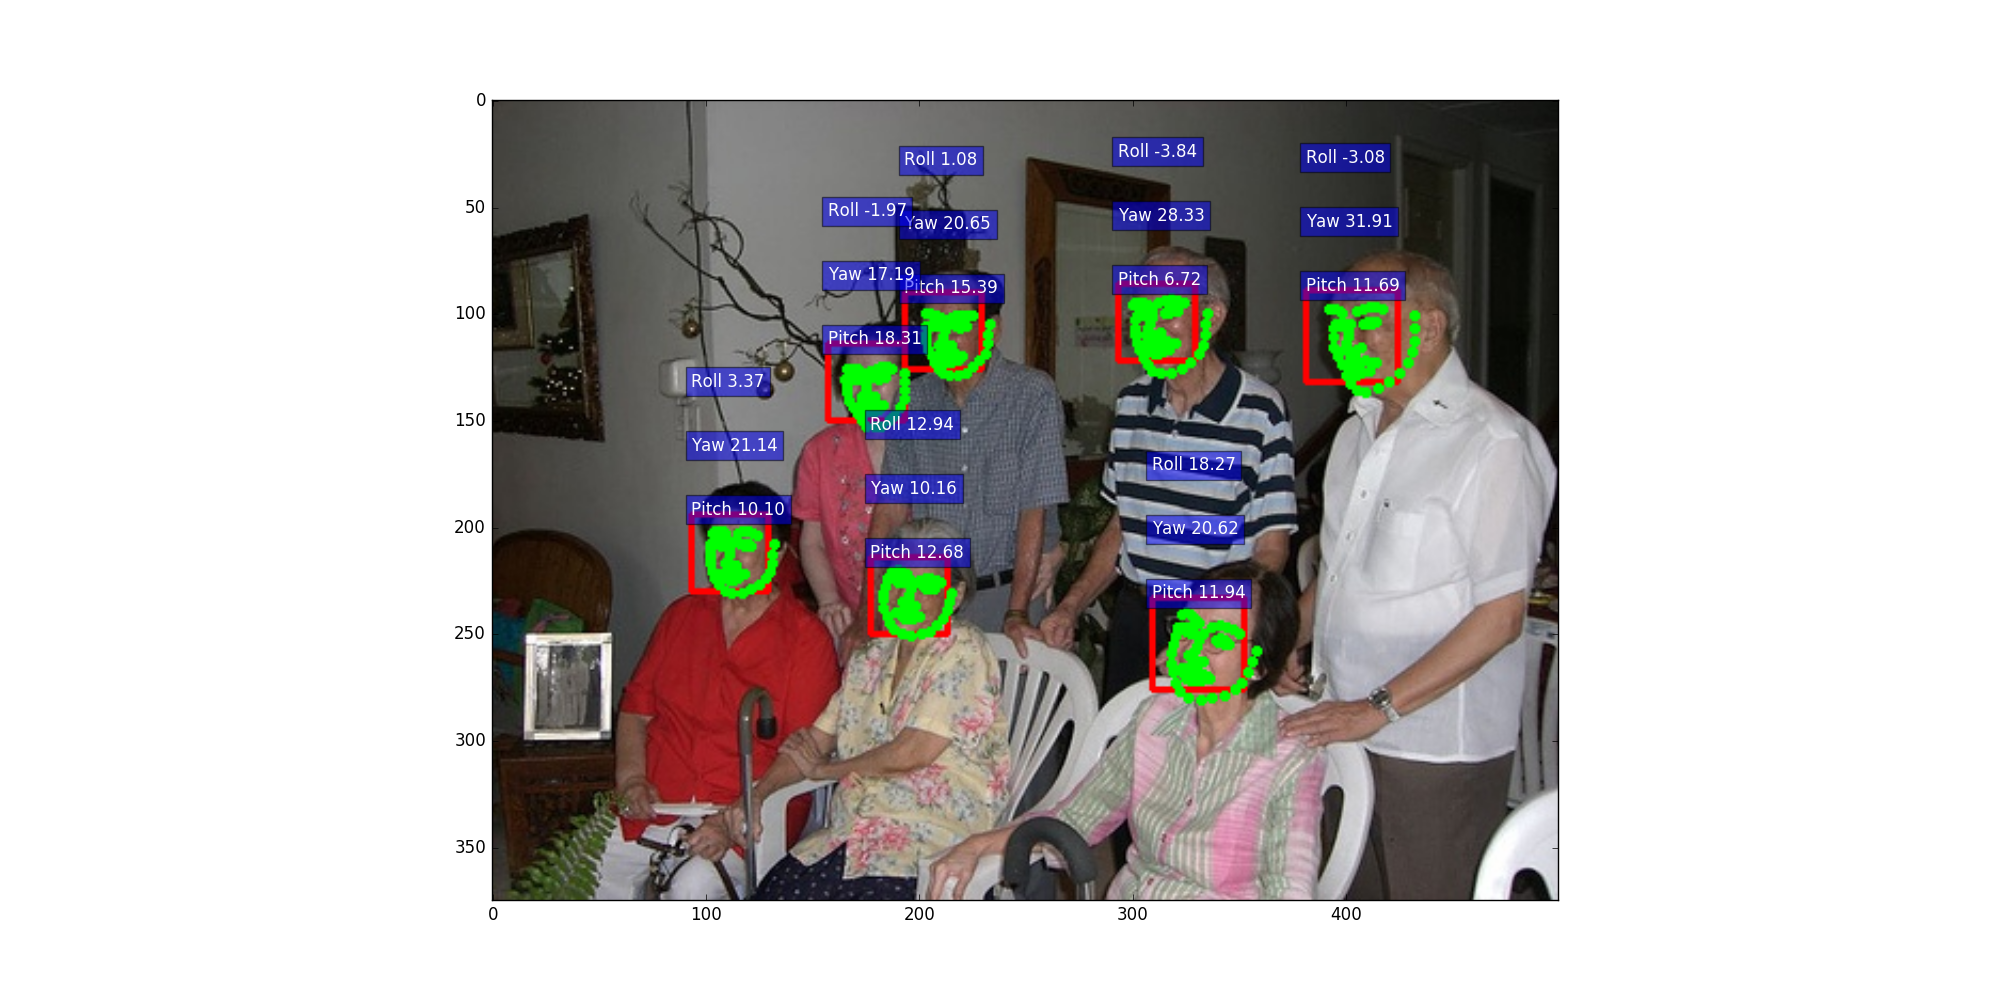 0
50
100
150
200
250
300
350
0
100
200
300
400
Roll 1.08
Yaw 20.65
Pitch 15.39
Roll -3.84
Yaw 28.33
Pitch 6.72
Roll -3.08
Yaw 31.91
Pitch 11.69
Roll -1.97
Yaw 17.19
Pitch 18.31
Roll 3.37
Yaw 21.14
Pitch 10.10
Roll 12.94
Yaw 10.16
Pitch 12.68
Roll 18.27
Yaw 20.62
Pitch 11.94